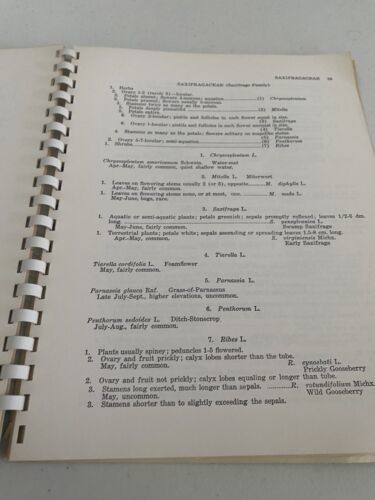 SAXIFRAGACEAE 59
SAXIFRAGACEAE (Saxifrage Family)
1. Herbs
2. Ovary 1-2 (rarely 3)-locular.
3. Petals absent; flowers 4-merous; aquatics (1) Chrysosplenium
3. Petals present; flowers usually 5-merous.
4. Stamens twice as many as the petals.
5. Petals deeply pinnatifid (2) Mitella
5. Petals entire.
6. Ovary 2-locular; pistils and follicles in each flower equal in size.
(3) Saxifraga
6. Ovary 1-locular; pistils and follicles in each flower unequal in size.
(4) Tiarella
4. Stamens as many as the petals; flowers solitary on
(5) Parnassia
2. Ovary 5-7-locular; semi-aquatics (6) Penthorum
1. Shrubs (7) Ribes
1. Chrysosplenium L.
Chrysosplenium americanum Schwein. Water-mat
Apr.-May, fairly common, quiet shallow water.
2. Mitella L. Miterwort
1. Leaves on flowering stems usually 2 (or 3), opposite. M. diphylla L.
Apr.-May, fairly common.
1. Leaves on flowering stems none, or at most, one. M. nuda L.
May-June, bogs, rare.
3. Saxifraga L.
1. Aquatic or semi-aquatic plants; petals greenish; sepals promptly reflexed; leaves 1/2-6 dm.
long. S. pensylvanica L.
May-June, fairly common. Swamp Saxifrage
1. Terrestrial plants; petals white; sepals ascending or spreading leaves 1.5-8 cm. long.
Apr.-May, common. S. virginiensis Michx.
Early Saxifrage
4. Tiarella L.
Tiarella cordifolia L. Foamflower
May, fairly common.
5. Parnassia L.
Parnassia glauca Raf. Grass-of-Parnassus
Late July-Sept., higher elevations, uncommon.
6. Penthorum L.
Penthorum sedoides L. Ditch-Stonecrop
July-Aug., fairly common.
7. Ribes L.
1. Plants usually spiney; peduncles 1-5 flowered.
2. Ovary and fruit prickly; calyx lobes shorter than the tube.
May, fairly common. R. cynosbati L.
Prickly Gooseberry
2. Ovary and fruit not prickly; calyx lobes equaling or longer than tube.
3. Stamens long exerted, much longer than sepals. R. rotundifolium Michx.
May, uncommon. Wild Gooseberry
3. Stamens shorter than to slightly exceeding the sepals.